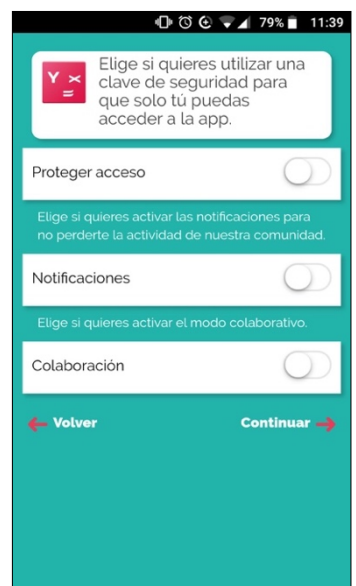 79% 11:39
Elige si quieres utilizar una
clave de seguridad para
que solo tú puedas
acceder a la app.
Proteger acceso
Elige si quieres activar las notificaciones para
no perderte la actividad de nuestra comunidad.
Notificaciones
Elige si quieres activar el modo colaborativo.
Colaboración
Volver Continuar